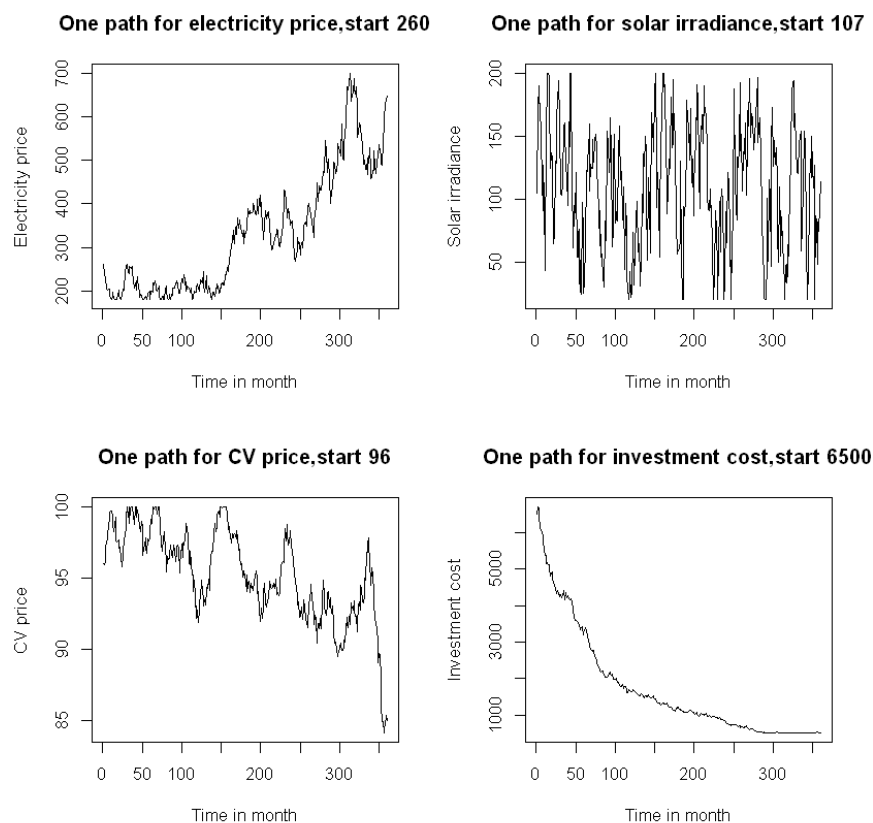 One path for electricity price,start 260
Electricity price
700
600
500
400
300
200
0 50 100 200 300
Time in month
One path for solar irradiance,start 107
Solar irradiance
200
150
100
50
0 50 100 200 300
Time in month
One path for CV price,start 96
CV price
100
95
90
85
0 50 100 200 300
Time in month
One path for investment cost,start 6500
Investment cost
5000
3000
1000
0 50 100 200 300
Time in month